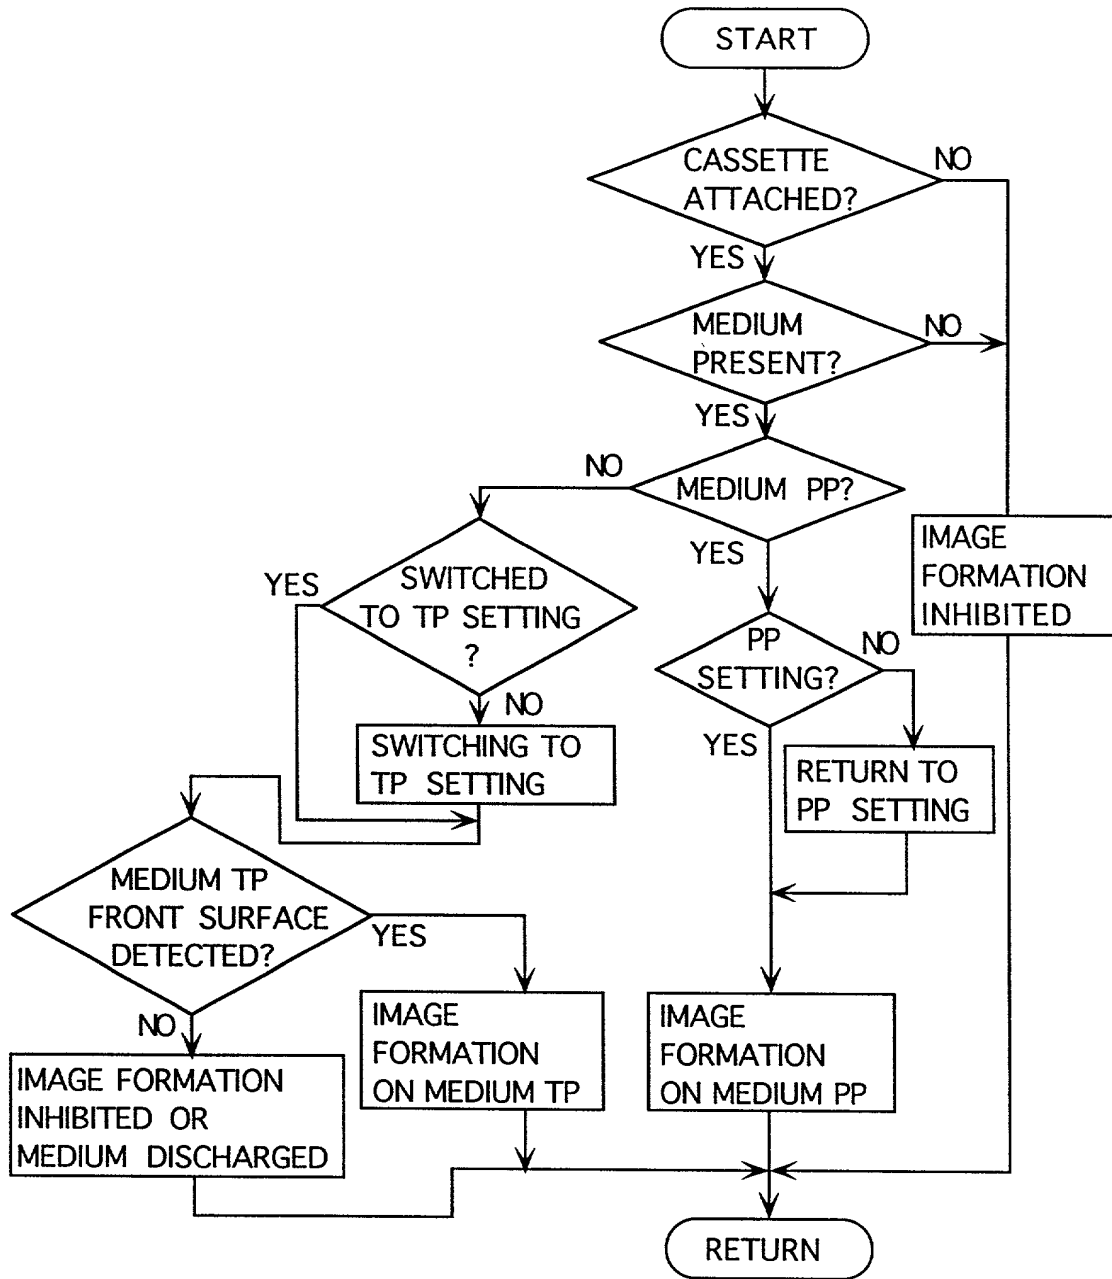 START
CASSETTE
ATTACHED?
NO
YES
MEDIUM
PRESENT?
NO
YES
NO
MEDIUM PP?
YES
IMAGE
FORMATION
INHIBITED
YES
SWITCHED
TO TP SETTING
?
NO
PP
SETTING?
NO
YES
SWITCHING TO
TP SETTING
RETURN TO
PP SETTING
MEDIUM TP
FRONT SURFACE
DETECTED?
YES
NO
IMAGE
FORMATION
ON MEDIUM TP
IMAGE
FORMATION
ON MEDIUM PP
IMAGE FORMATION
INHIBITED OR
MEDIUM DISCHARGED
RETURN